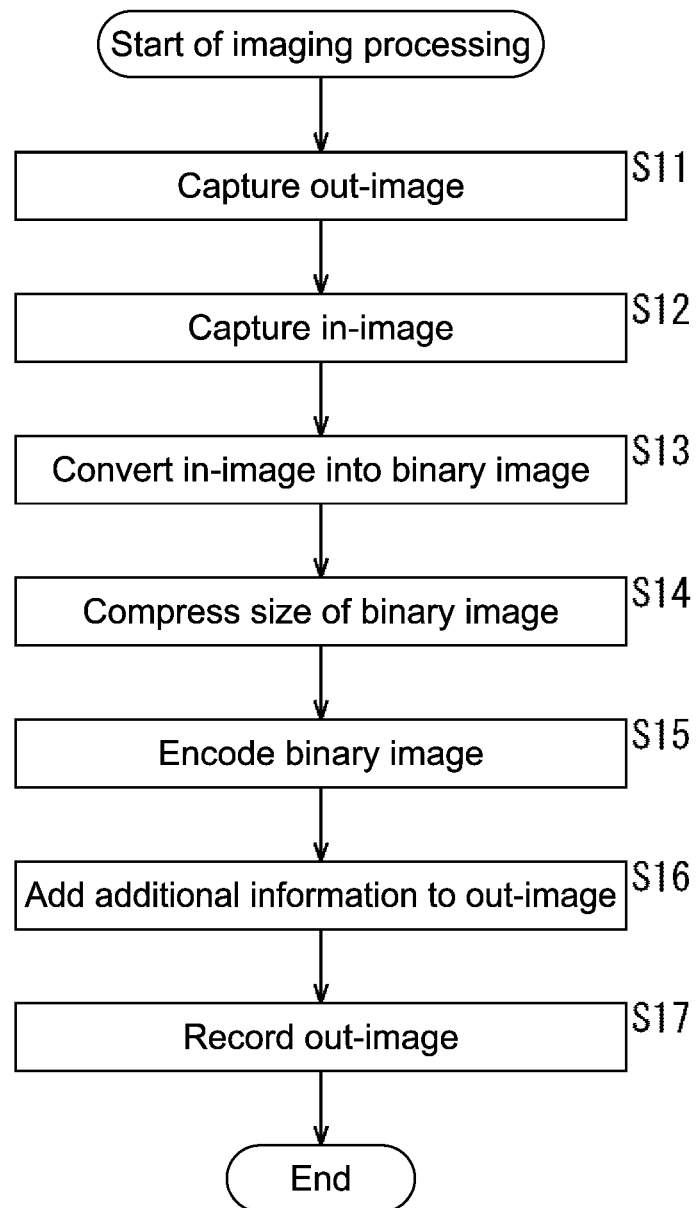 Start of imaging processing
S11
Capture out-image
S12
Capture in-image
S13
Convert in-image into binary image
S14
Compress size of binary image
S15
Encode binary image
S16
Add additional information to out-image
S17
Record out-image
End